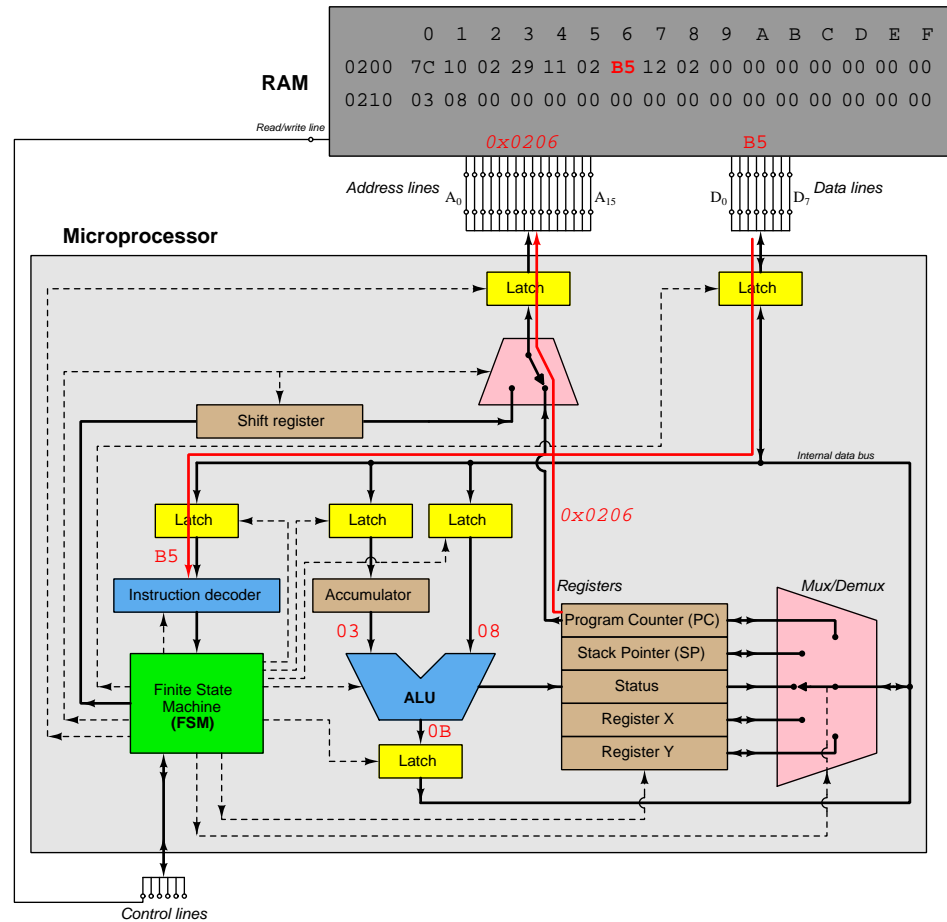 0 1 2 3 4 5 6 7 8 9 A B C D E F
0200 7C 10 02 29 11 02 B5 12 02 00 00 00 00 00 00 00
RAM
0210 03 08 00 00 00 00 00 00 00 00 00 00 00 00 00 00
Read/write line
0x0206 B5
Address lines A0 A15 D0 D7 Data lines
Microprocessor
Latch Latch
Shift register
Internal data bus
Latch Latch Latch
0x0206
B5
Registers Mux/Demux
Instruction decoder Accumulator
Program Counter (PC)
03 08
Stack Pointer (SP)
Finite State
Machine
(FSM)
ALU
Status
Register X
0B
Register Y
Latch
Control lines